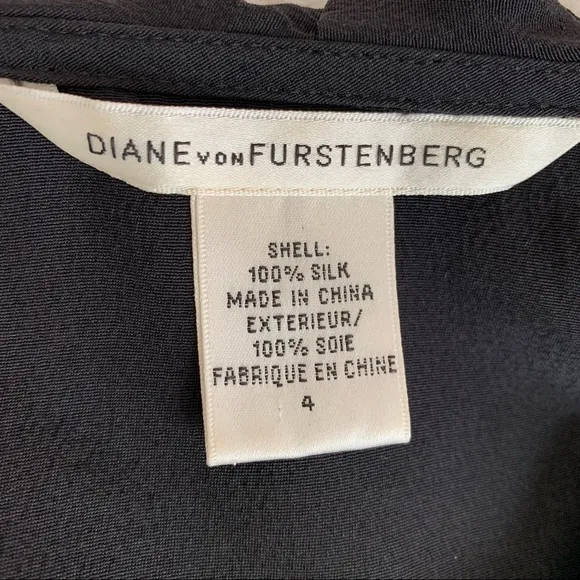 DIANE VON FURSTENBERG
SHELL:
100% SILK
MADE IN CHINA
EXTERIEUR/
100% SOIE
FABRIQUE EN CHINE
4